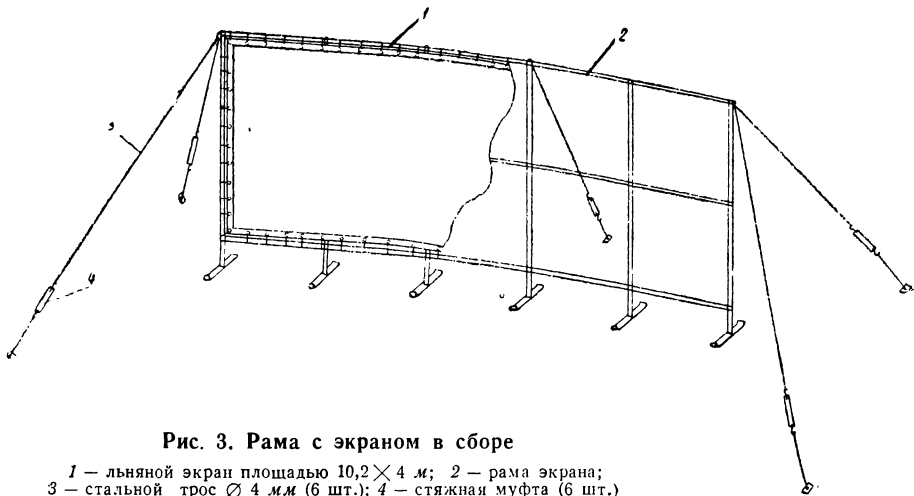 1
2
3
4
Рис. 3. Рама с экраном в сборе
1 — льняной экран площадью 10,2 × 4 м; 2 — рама экрана;
3 — стальной трос ∅ 4 мм (6 шт.); 4 — стяжная муфта (6 шт.)